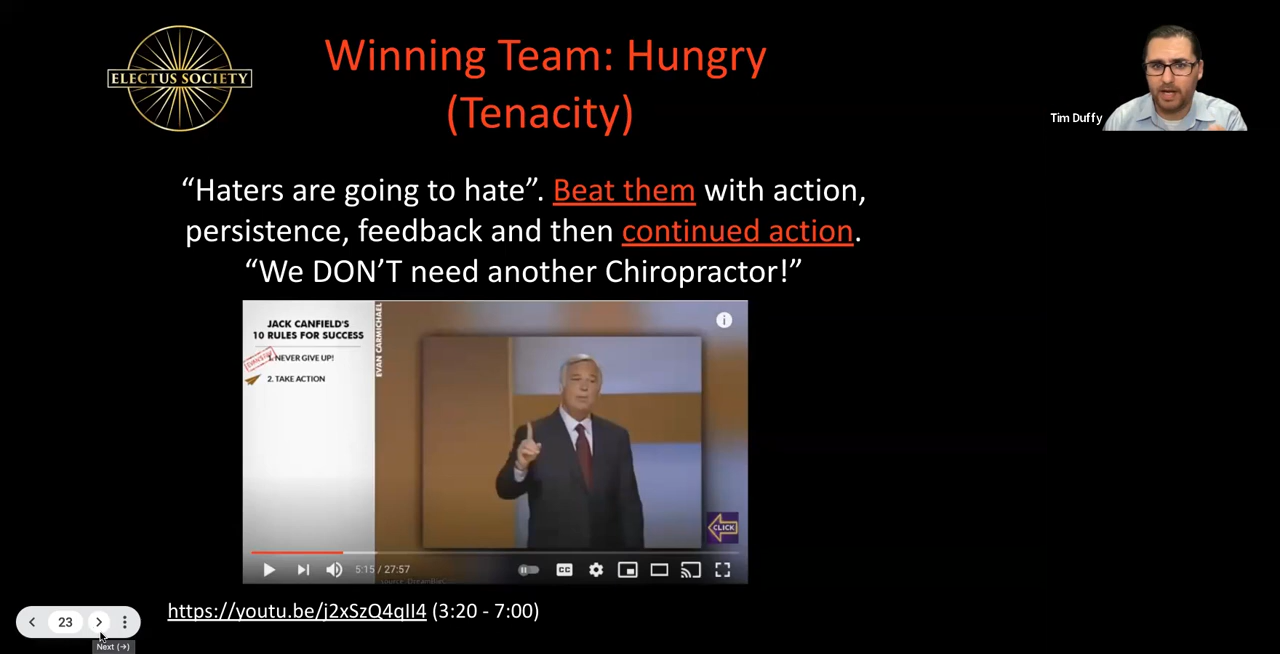 ELECTUS SOCIETY
Winning Team: Hungry
(Tenacity)
Tim Duffy
“Haters are going to hate”. Beat them with action,
persistence, feedback and then continued action.
“We DON’T need another Chiropractor!”
JACK CANFIELD'S
10 RULES FOR SUCCESS
1. NEVER GIVE UP!
2. TAKE ACTION
EVAN CARMICHAEL
i
CLICK
5:15 / 27:57
CC
https://youtu.be/j2xSzQ4qII4 (3:20 - 7:00)
23
Next (→)